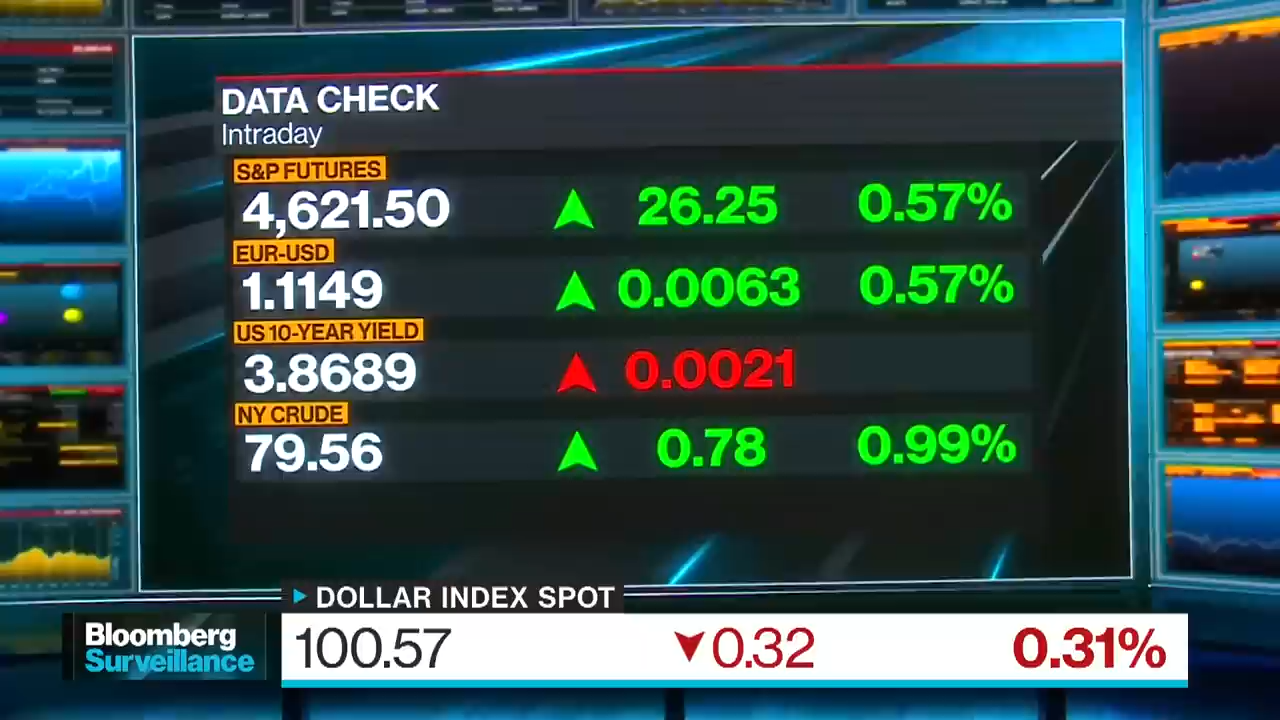 DATA CHECK
Intraday
S&P FUTURES
4,621.50 ▲ 26.25 0.57%
EUR-USD
1.1149 ▲ 0.0063 0.57%
US 10-YEAR YIELD
3.8689 ▲ 0.0021
NY CRUDE
79.56 ▲ 0.78 0.99%
DOLLAR INDEX SPOT
Bloomberg
Surveillance
100.57 ▼0.32 0.31%